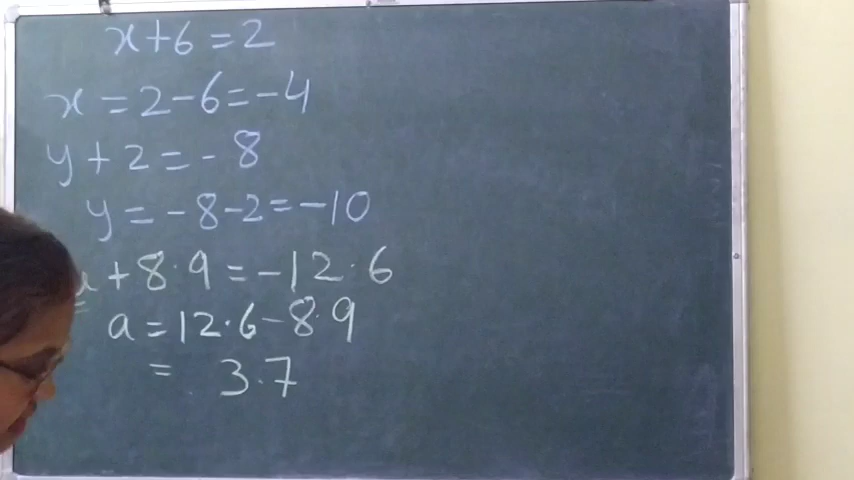 x+6=2
x=2-6=-4
y+2=-8
y=-8-2=-10
+8.9=-12.6
a=12.6-8.9
= 3.7